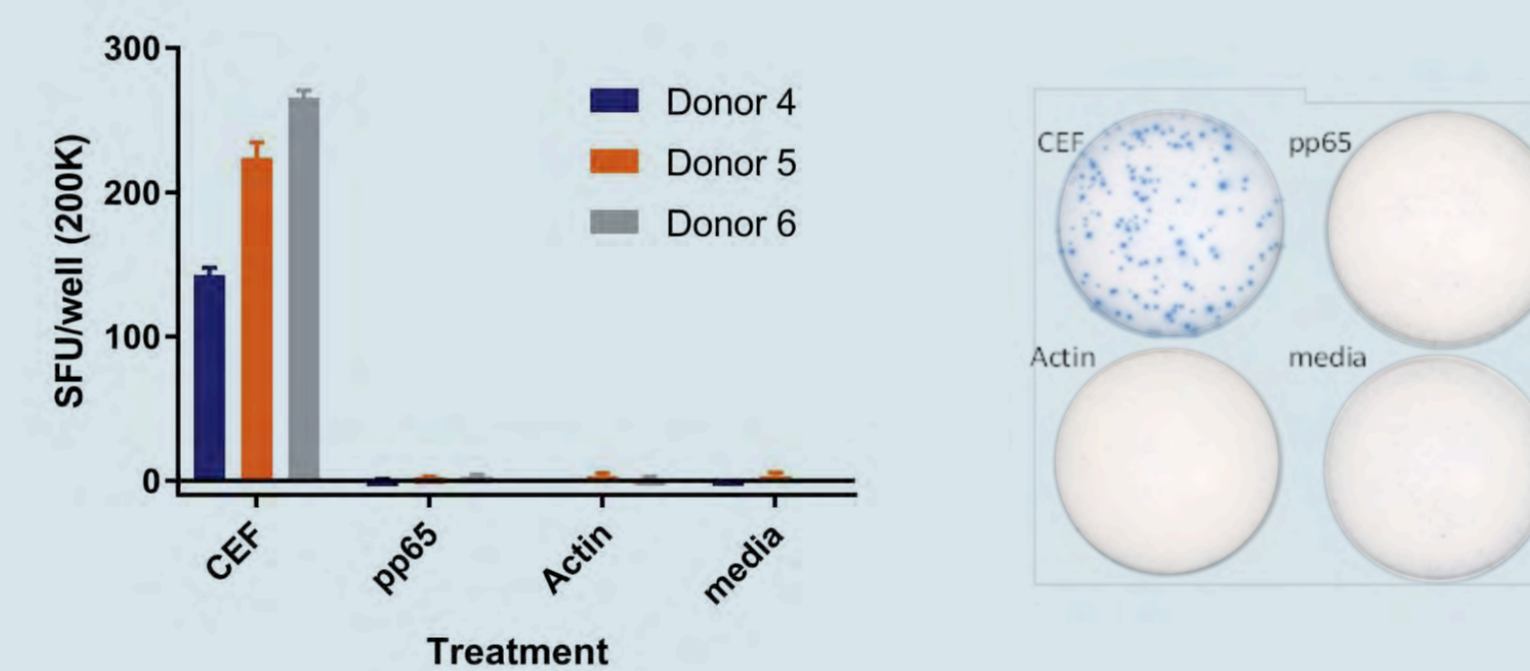 300
200
100
0
SFU/well (200K)
Donor 4
Donor 5
Donor 6
CEF
pp65
Actin
media
Treatment
CEF
pp65
Actin
media